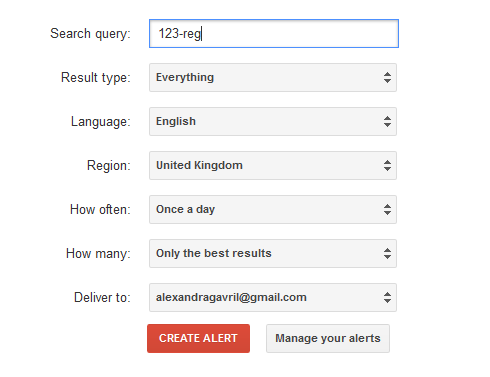 Search query: 123-reg
Result type: Everything
Language: English
Region: United Kingdom
How often: Once a day
How many: Only the best results
Deliver to: alexandragavril@gmail.com
CREATE ALERT Manage your alerts